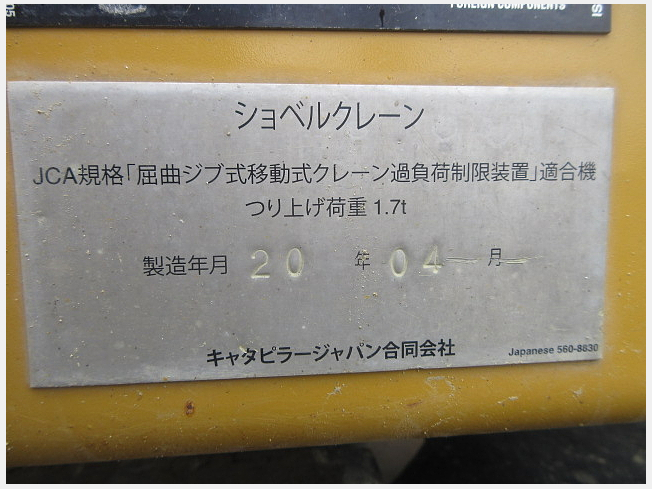 FOREIGN COMPONENTS
ショベルクレーン
JCA規格「屈曲ジブ式移動式クレーン過負荷制限装置」適合機
つり上げ荷重 1.7t
製造年月 20 年 04 月
キャタピラージャパン合同会社 Japanese 560-8830